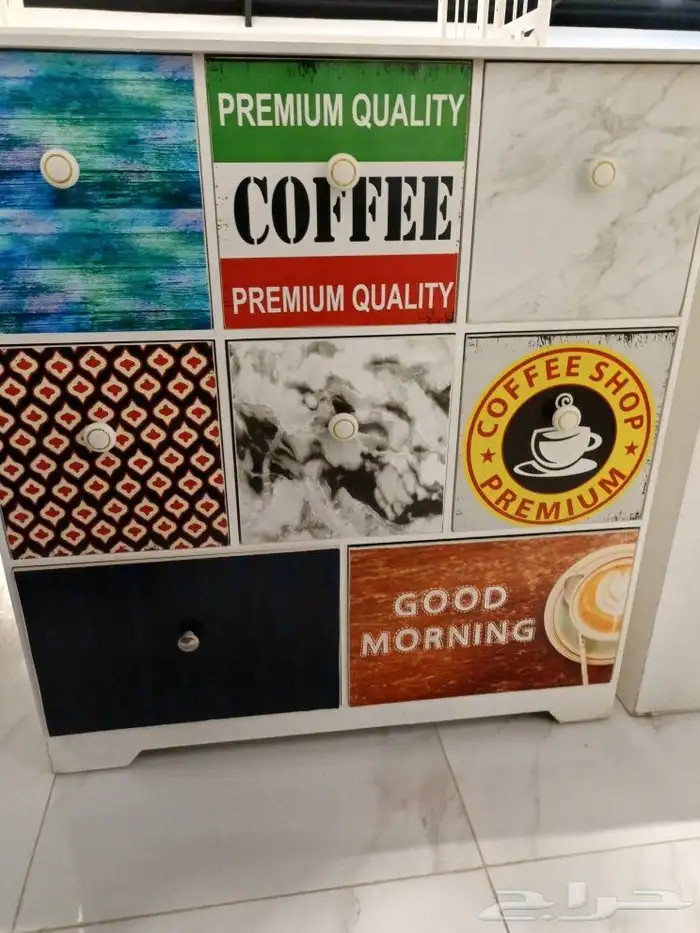 PREMIUM QUALITY
COFFEE
PREMIUM QUALITY
COFFEE SHOP
PREMIUM
GOOD
MORNING
حراج